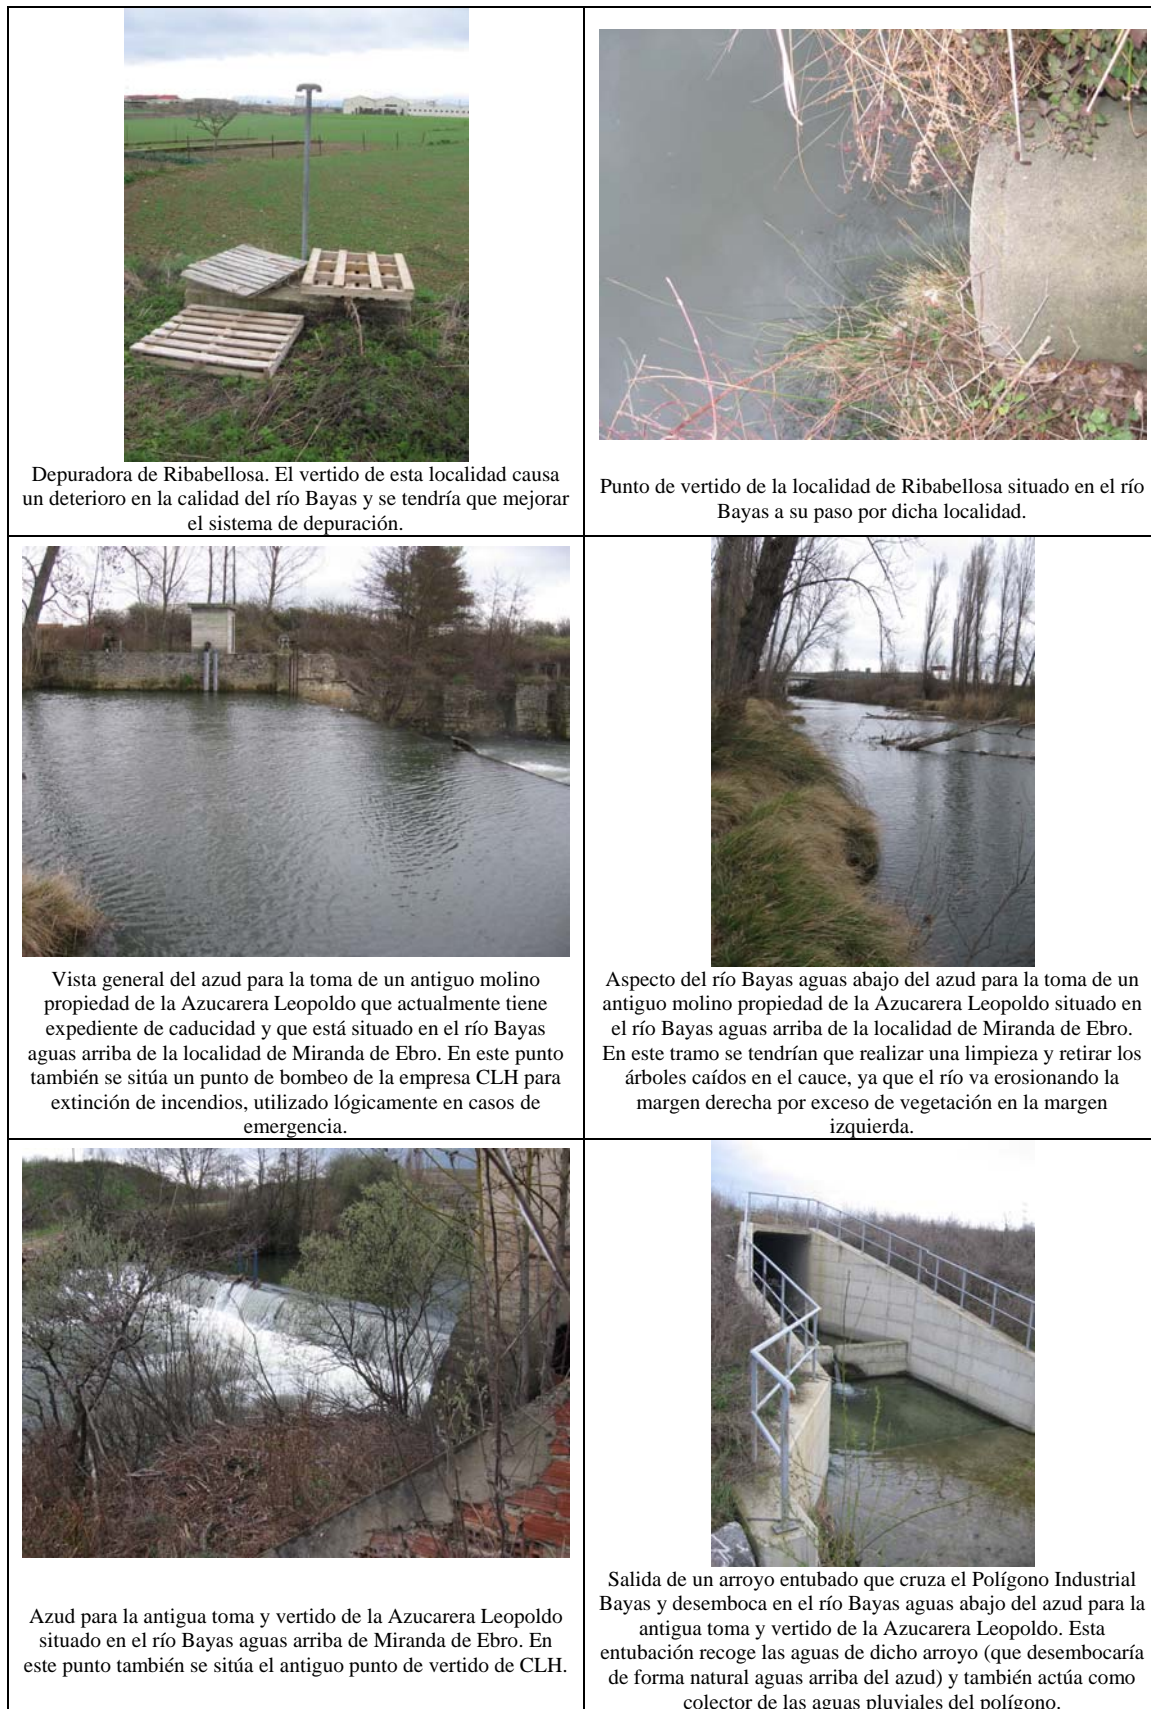 Depuradora de Ribabellosa. El vertido de esta localidad causa
un deterioro en la calidad del río Bayas y se tendría que mejorar
el sistema de depuración.
Punto de vertido de la localidad de Ribabellosa situado en el río
Bayas a su paso por dicha localidad.
Vista general del azud para la toma de un antiguo molino
propiedad de la Azucarera Leopoldo que actualmente tiene
expediente de caducidad y que está situado en el río Bayas
aguas arriba de la localidad de Miranda de Ebro. En este punto
también se sitúa un punto de bombeo de la empresa CLH para
extinción de incendios, utilizado lógicamente en casos de
emergencia.
Aspecto del río Bayas aguas abajo del azud para la toma de un
antiguo molino propiedad de la Azucarera Leopoldo situado en
el río Bayas aguas arriba de la localidad de Miranda de Ebro.
En este tramo se tendrían que realizar una limpieza y retirar los
árboles caídos en el cauce, ya que el río va erosionando la
margen derecha por exceso de vegetación en la margen
izquierda.
Azud para la antigua toma y vertido de la Azucarera Leopoldo
situado en el río Bayas aguas arriba de Miranda de Ebro. En
este punto también se sitúa el antiguo punto de vertido de CLH.
Salida de un arroyo entubado que cruza el Polígono Industrial
Bayas y desemboca en el río Bayas aguas abajo del azud para la
antigua toma y vertido de la Azucarera Leopoldo. Esta
entubación recoge las aguas de dicho arroyo (que desembocaría
de forma natural aguas arriba del azud) y también actúa como
colector de las aguas pluviales del polígono.